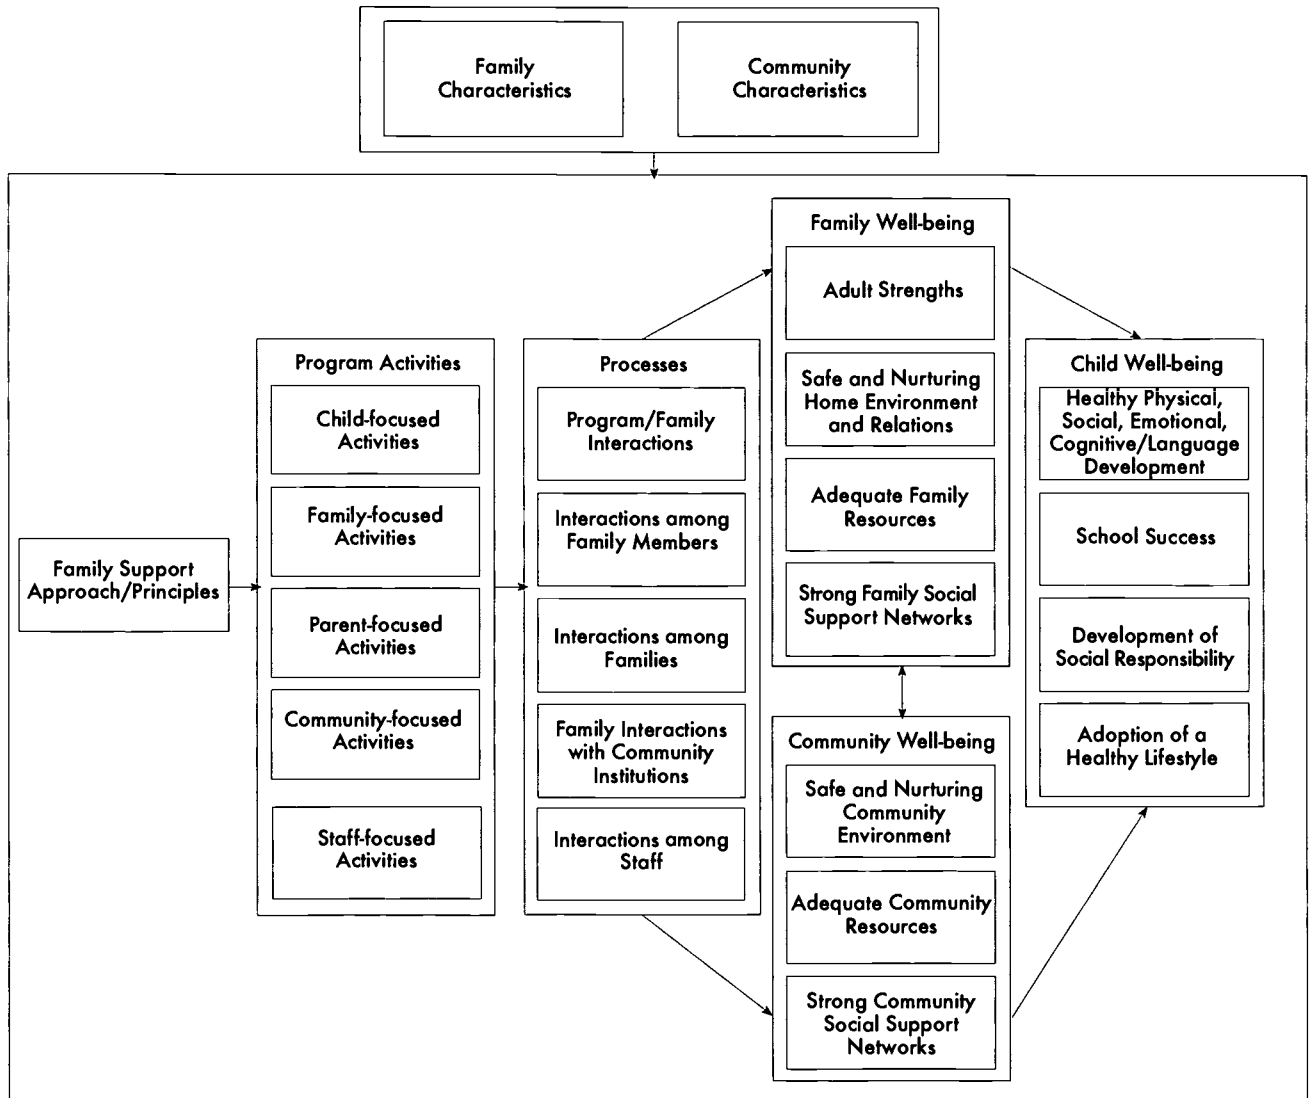 Family
Characteristics
Community
Characteristics
Family Support
Approach/Principles
Program Activities
Child-focused
Activities
Family-focused
Activities
Parent-focused
Activities
Community-focused
Activities
Staff-focused
Activities
Processes
Program/Family
Interactions
Interactions among
Family Members
Interactions among
Families
Family Interactions
with Community
Institutions
Interactions among
Staff
Family Well-being
Adult Strengths
Safe and Nurturing
Home Environment
and Relations
Adequate Family
Resources
Strong Family Social
Support Networks
Community Well-being
Safe and Nurturing
Community
Environment
Adequate Community
Resources
Strong Community
Social Support
Networks
Child Well-being
Healthy Physical,
Social, Emotional,
Cognitive/Language
Development
School Success
Development of
Social Responsibility
Adoption of a
Healthy Lifestyle